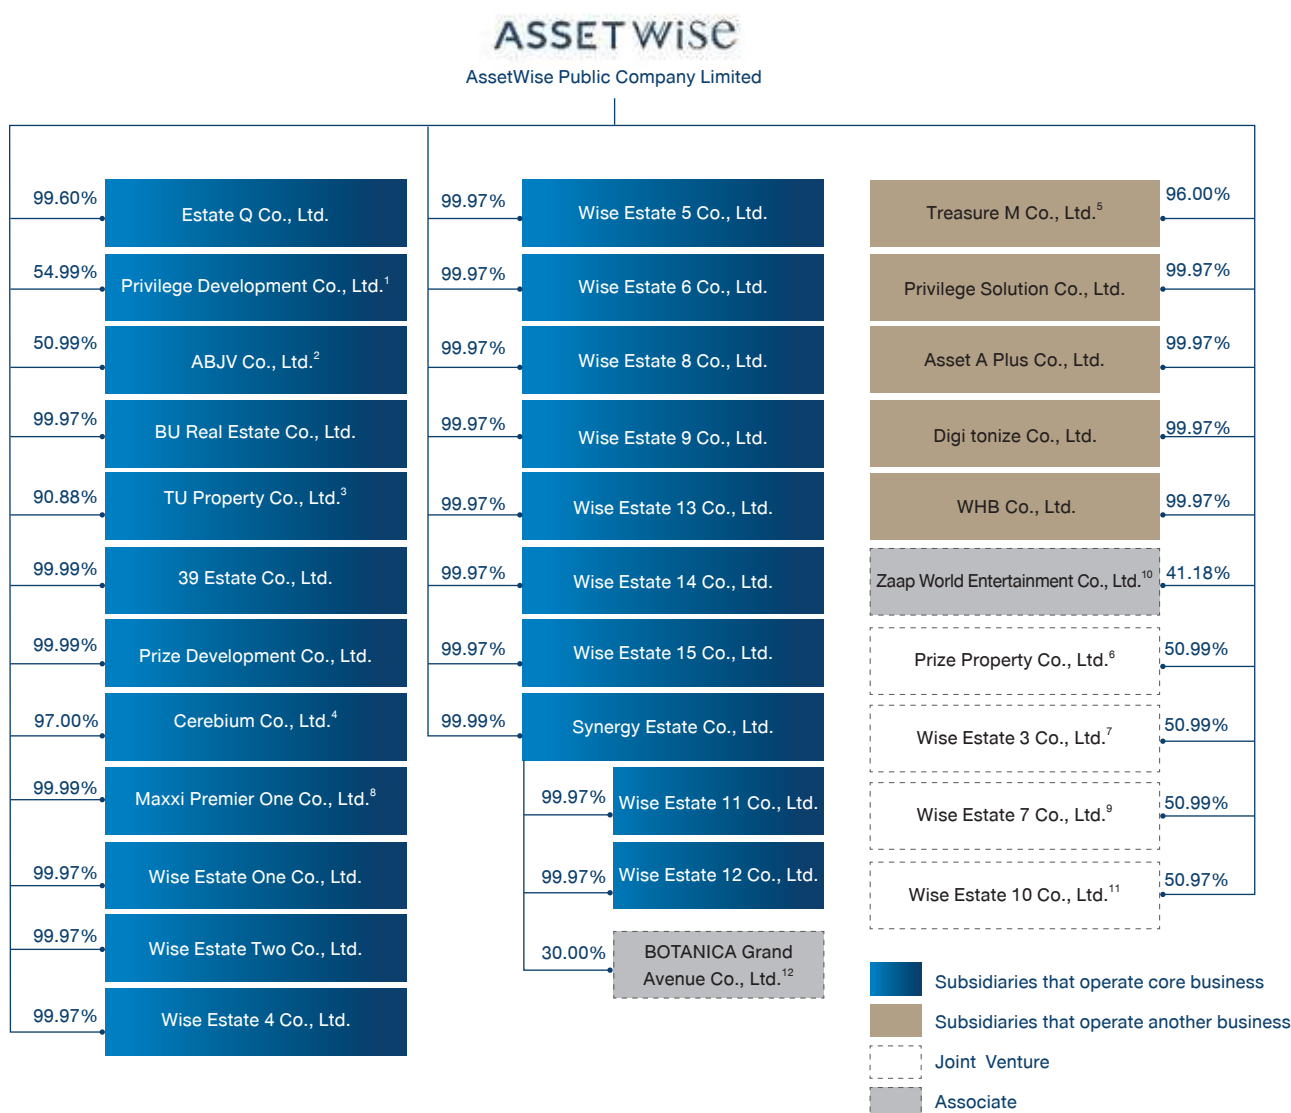 ASSETWISE
AssetWise Public Company Limited
99.60%
Estate Q Co., Ltd.
54.99%
Privilege Development Co., Ltd.1
50.99%
ABJV Co., Ltd.2
99.97%
BU Real Estate Co., Ltd.
90.88%
TU Property Co., Ltd.3
99.99%
39 Estate Co., Ltd.
99.99%
Prize Development Co., Ltd.
97.00%
Cerebium Co., Ltd.4
99.99%
Maxxi Premier One Co., Ltd.8
99.97%
Wise Estate One Co., Ltd.
99.97%
Wise Estate Two Co., Ltd.
99.97%
Wise Estate 4 Co., Ltd.
99.97%
Wise Estate 5 Co., Ltd.
99.97%
Wise Estate 6 Co., Ltd.
99.97%
Wise Estate 8 Co., Ltd.
99.97%
Wise Estate 9 Co., Ltd.
99.97%
Wise Estate 13 Co., Ltd.
99.97%
Wise Estate 14 Co., Ltd.
99.97%
Wise Estate 15 Co., Ltd.
99.99%
Synergy Estate Co., Ltd.
99.97%
Wise Estate 11 Co., Ltd.
99.97%
Wise Estate 12 Co., Ltd.
30.00%
BOTANICA Grand
Avenue Co., Ltd.12
Treasure M Co., Ltd.5
96.00%
Privilege Solution Co., Ltd.
99.97%
Asset A Plus Co., Ltd.
99.97%
Digi tonize Co., Ltd.
99.97%
WHB Co., Ltd.
99.97%
Zaap World Entertainment Co., Ltd.10
41.18%
Prize Property Co., Ltd.6
50.99%
Wise Estate 3 Co., Ltd.7
50.99%
Wise Estate 7 Co., Ltd.9
50.99%
Wise Estate 10 Co., Ltd.11
50.97%
Subsidiaries that operate core business
Subsidiaries that operate another business
Joint Venture
Associate